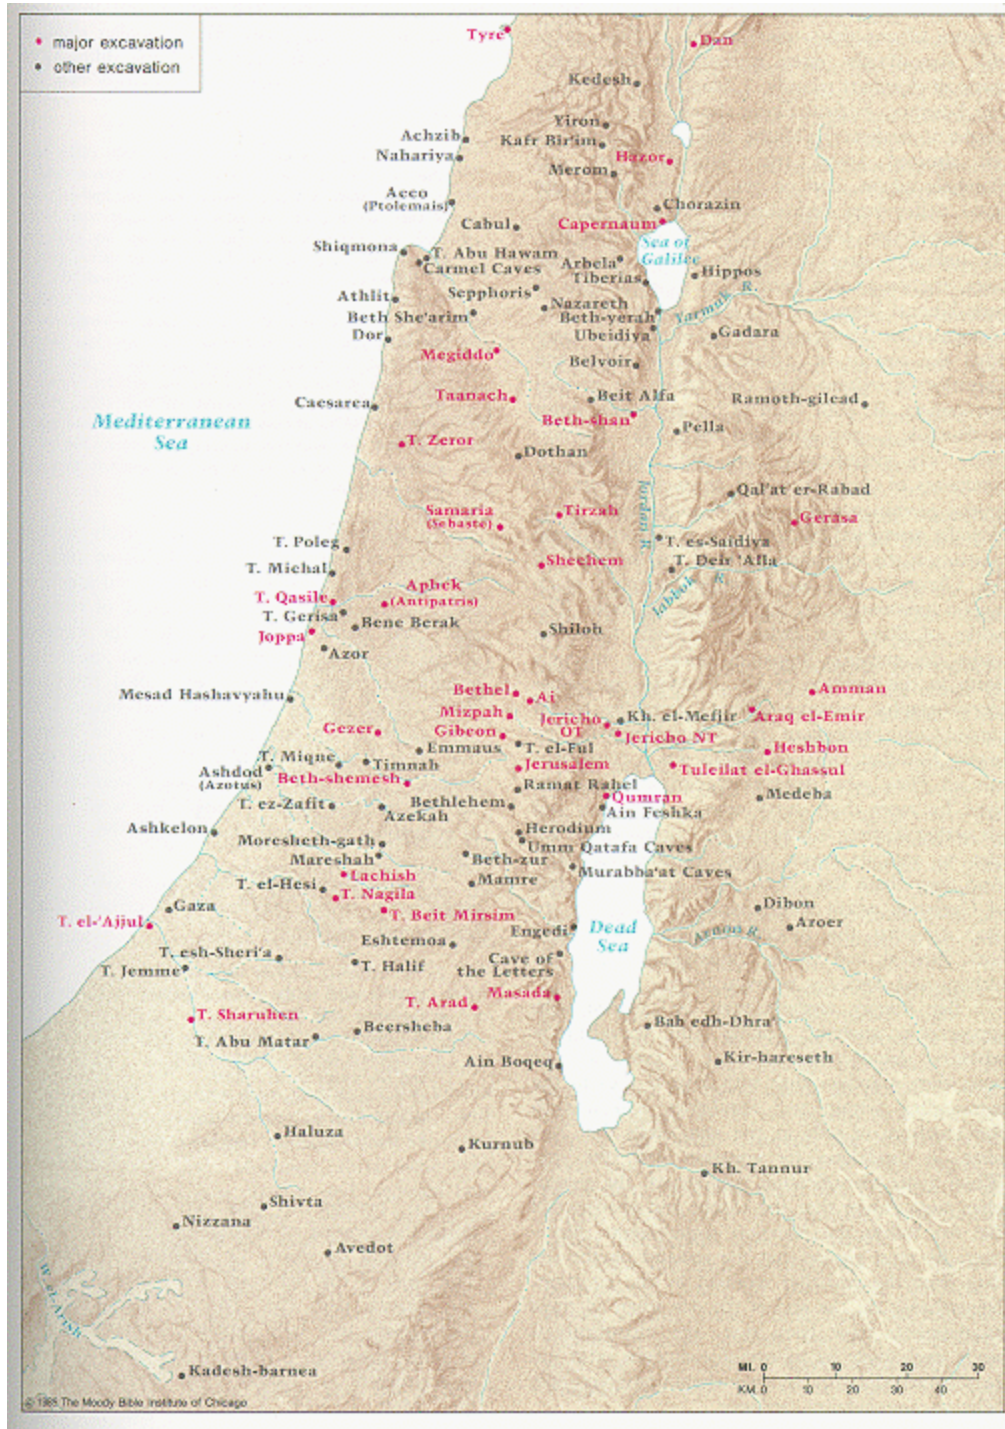 major excavation
other excavation
Tyre
Dan
Kedesh
Yiron
Kafr Bir'im
Achzib
Nahariya
Hazor
Merom
Acco
(Ptolemais)
Chorazin
Cabul
Capernaum
Sea of
Galilee
Shiqmona
T. Abu Hawam
Carmel Caves
Arbela
Tiberias
Hippos
Sepphoris
Athlit
Nazareth
Yarmuk R.
Beth She'arim
Beth-yerah
Dor
Ubeidiya
Gadara
Megiddo
Belvoir
Taanach
Beit Alfa
Ramoth-gilead
Caesarea
Beth-shan
Mediterranean
Sea
Pella
T. Zeror
Dothan
Qal'at er-Rabad
Jordan R.
Samaria
(Sebaste)
Tirzah
Gerasa
T. Poleg
T. es-Saidiya
T. Michal
Shechem
T. Deir 'Alla
Jabbok R.
T. Qasile
Aphek
(Antipatris)
T. Gerisa
Bene Berak
Joppa
Shiloh
Azor
Mesad Hashavyahu
Bethel
Ai
Amman
Mizpah
Jericho
OT
Kh. el-Mefjir
Araq el-Emir
Gezer
Gibeon
Jericho NT
Emmaus
T. el-Ful
Heshbon
T. Miqne
Timnah
Jerusalem
Tuleilat el-Ghassul
Ashdod
(Azotus)
Beth-shemesh
Ramat Rahel
Medeba
T. ez-Zafit
Azekah
Bethlehem
Qumran
Ain Feshka
Ashkelon
Herodium
Moresheth-gath
Umm Qatafa Caves
Mareshah
Beth-zur
Lachish
Murabba'at Caves
T. el-Hesi
Mamre
T. Nagila
Gaza
Dibon
T. el-'Ajjul
T. Beit Mirsim
Aroer
Engedi
Dead
Sea
Arnon R.
Eshtemoa
T. esh-Sheri'a
Cave of
the Letters
T. Jemme
T. Halif
Masada
T. Arad
T. Sharuhen
Beersheba
Bab edh-Dhra'
T. Abu Matar
Ain Boqeq
Kir-hareseth
Haluza
Kurnub
Kh. Tannur
Shivta
Nizzana
Avedot
W. el-Arish
Kadesh-barnea
MI. 0 10 20 30
KM. 0 10 20 30 40
© 1985 The Moody Bible Institute of Chicago